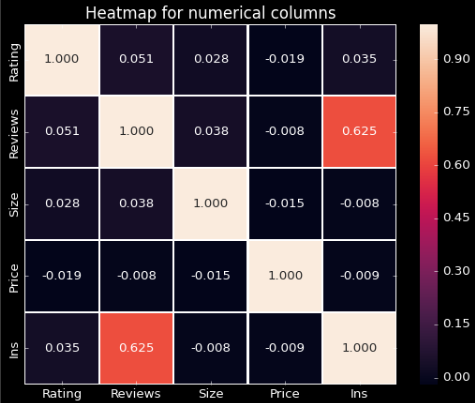 Heatmap for numerical columns
Rating 1.000 0.051 0.028 -0.019 0.035
Reviews 0.051 1.000 0.038 -0.008 0.625
Size 0.028 0.038 1.000 -0.015 -0.008
Price -0.019 -0.008 -0.015 1.000 -0.009
Ins 0.035 0.625 -0.008 -0.009 1.000
Rating Reviews Size Price Ins
0.90
0.75
0.60
0.45
0.30
0.15
0.00